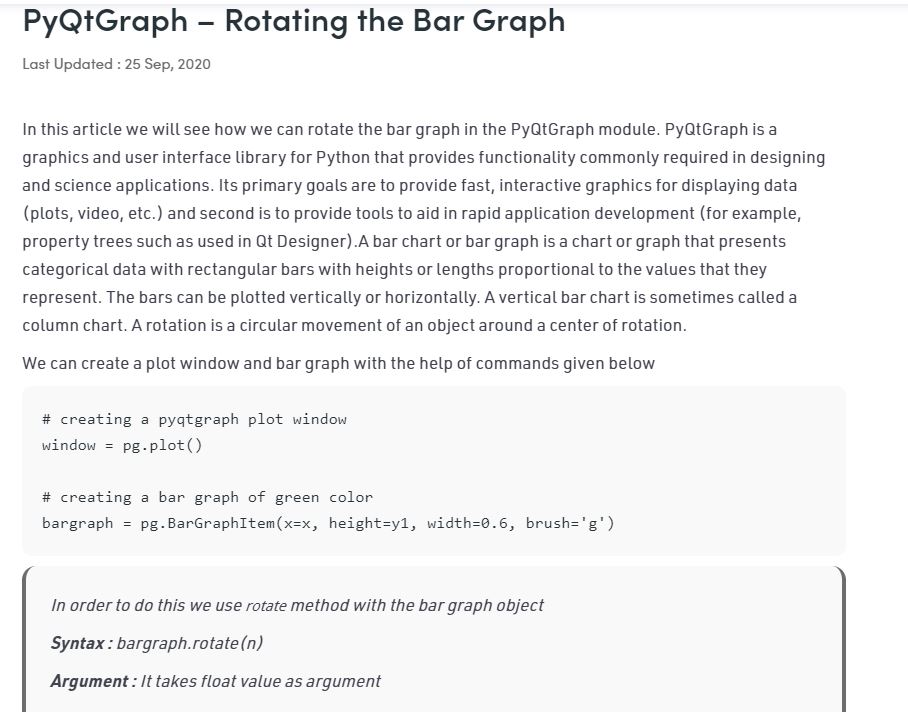 PyQtGraph – Rotating the Bar Graph
Last Updated : 25 Sep, 2020
In this article we will see how we can rotate the bar graph in the PyQtGraph module. PyQtGraph is a
graphics and user interface library for Python that provides functionality commonly required in designing
and science applications. Its primary goals are to provide fast, interactive graphics for displaying data
(plots, video, etc.) and second is to provide tools to aid in rapid application development (for example,
property trees such as used in Qt Designer).A bar chart or bar graph is a chart or graph that presents
categorical data with rectangular bars with heights or lengths proportional to the values that they
represent. The bars can be plotted vertically or horizontally. A vertical bar chart is sometimes called a
column chart. A rotation is a circular movement of an object around a center of rotation.
We can create a plot window and bar graph with the help of commands given below
# creating a pyqtgraph plot window
window = pg.plot()
# creating a bar graph of green color
bargraph = pg.BarGraphItem(x=x, height=y1, width=0.6, brush='g')
In order to do this we use rotate method with the bar graph object
Syntax : bargraph.rotate(n)
Argument : It takes float value as argument